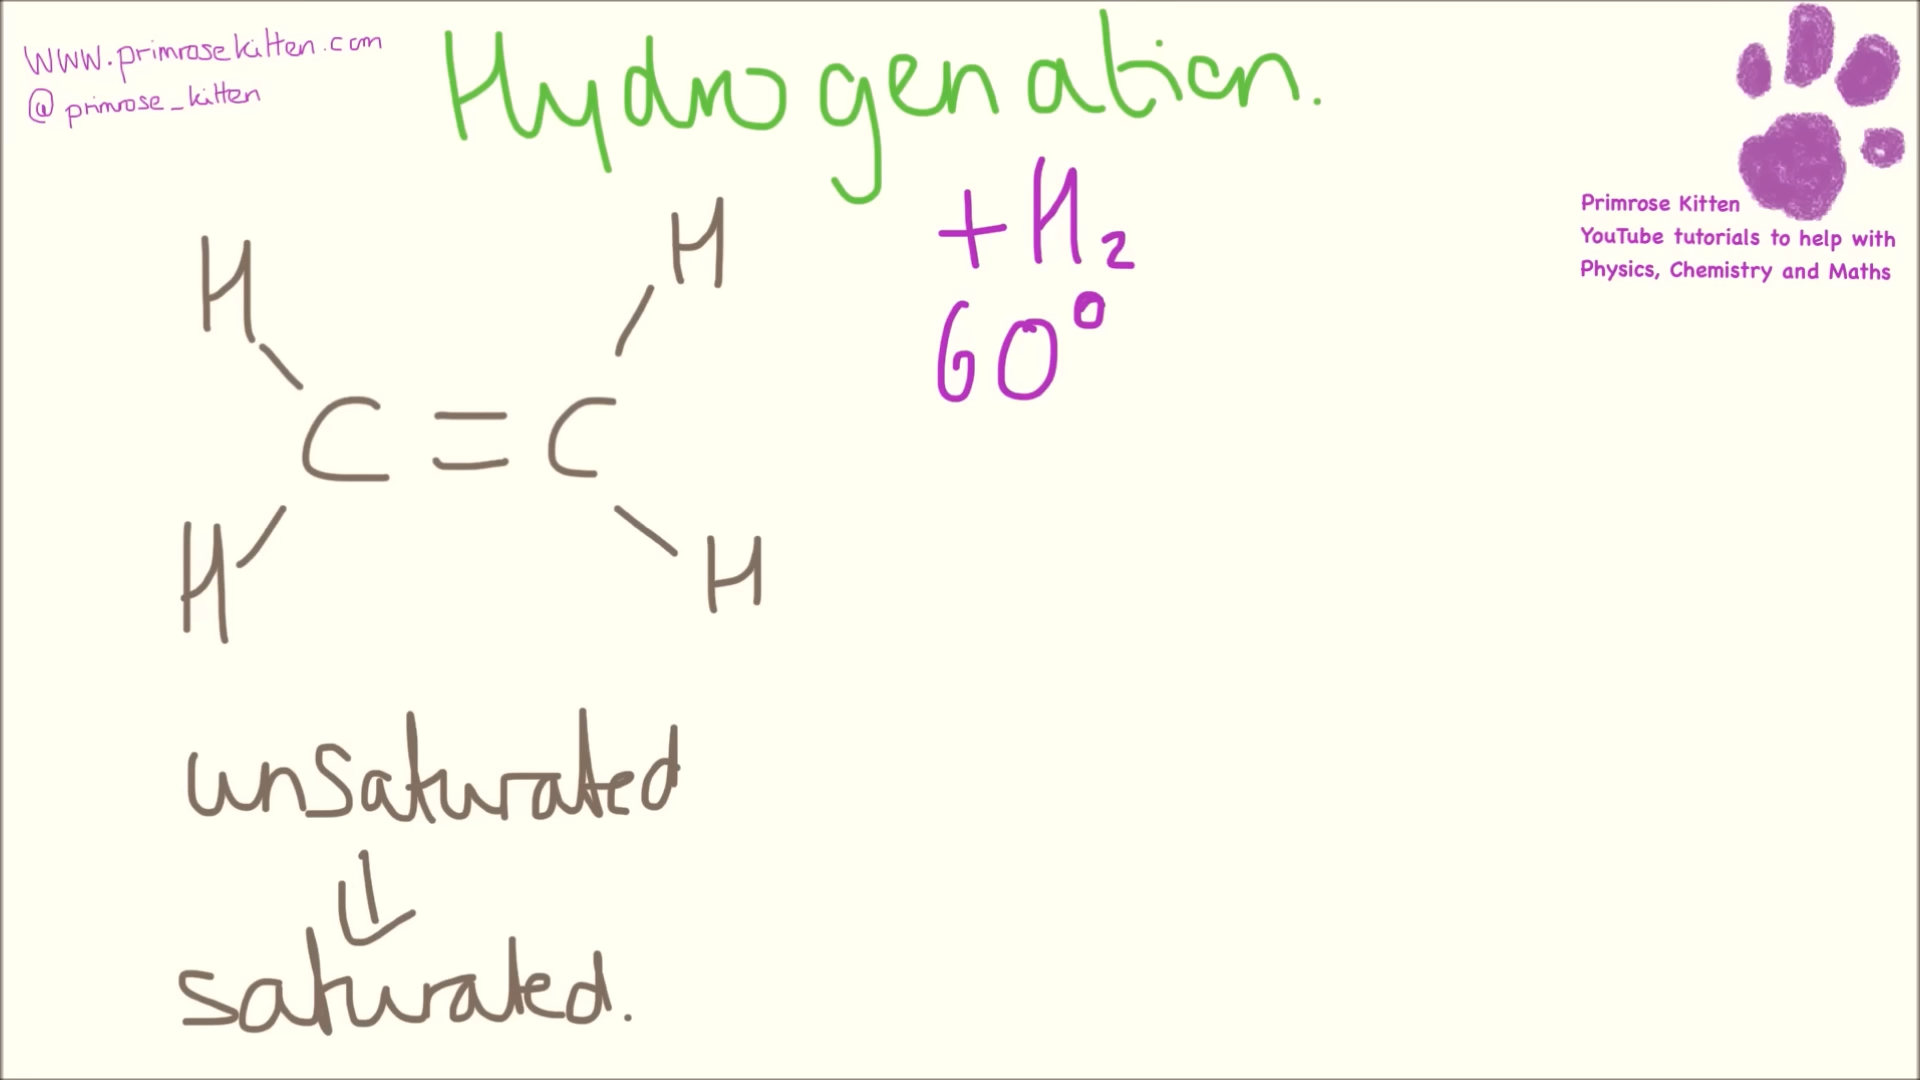 www.primrosekitten.com
@primrose_kitten
Hydrogenation.
Primrose Kitten
YouTube tutorials to help with
Physics, Chemistry and Maths
+H₂
60°
H H
C = C
H H
unsaturated
saturated.